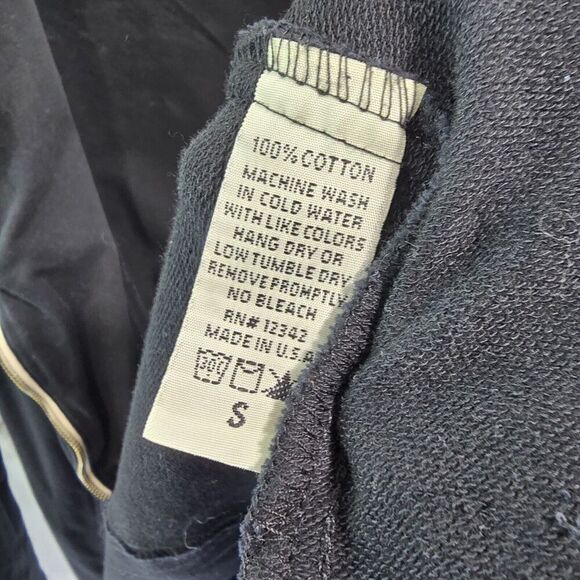 100% COTTON
MACHINE WASH
IN COLD WATER
WITH LIKE COLORS
HANG DRY OR
LOW TUMBLE DRY
REMOVE PROMPTLY
NO BLEACH
RN# 12342
MADE IN U.S.A
S